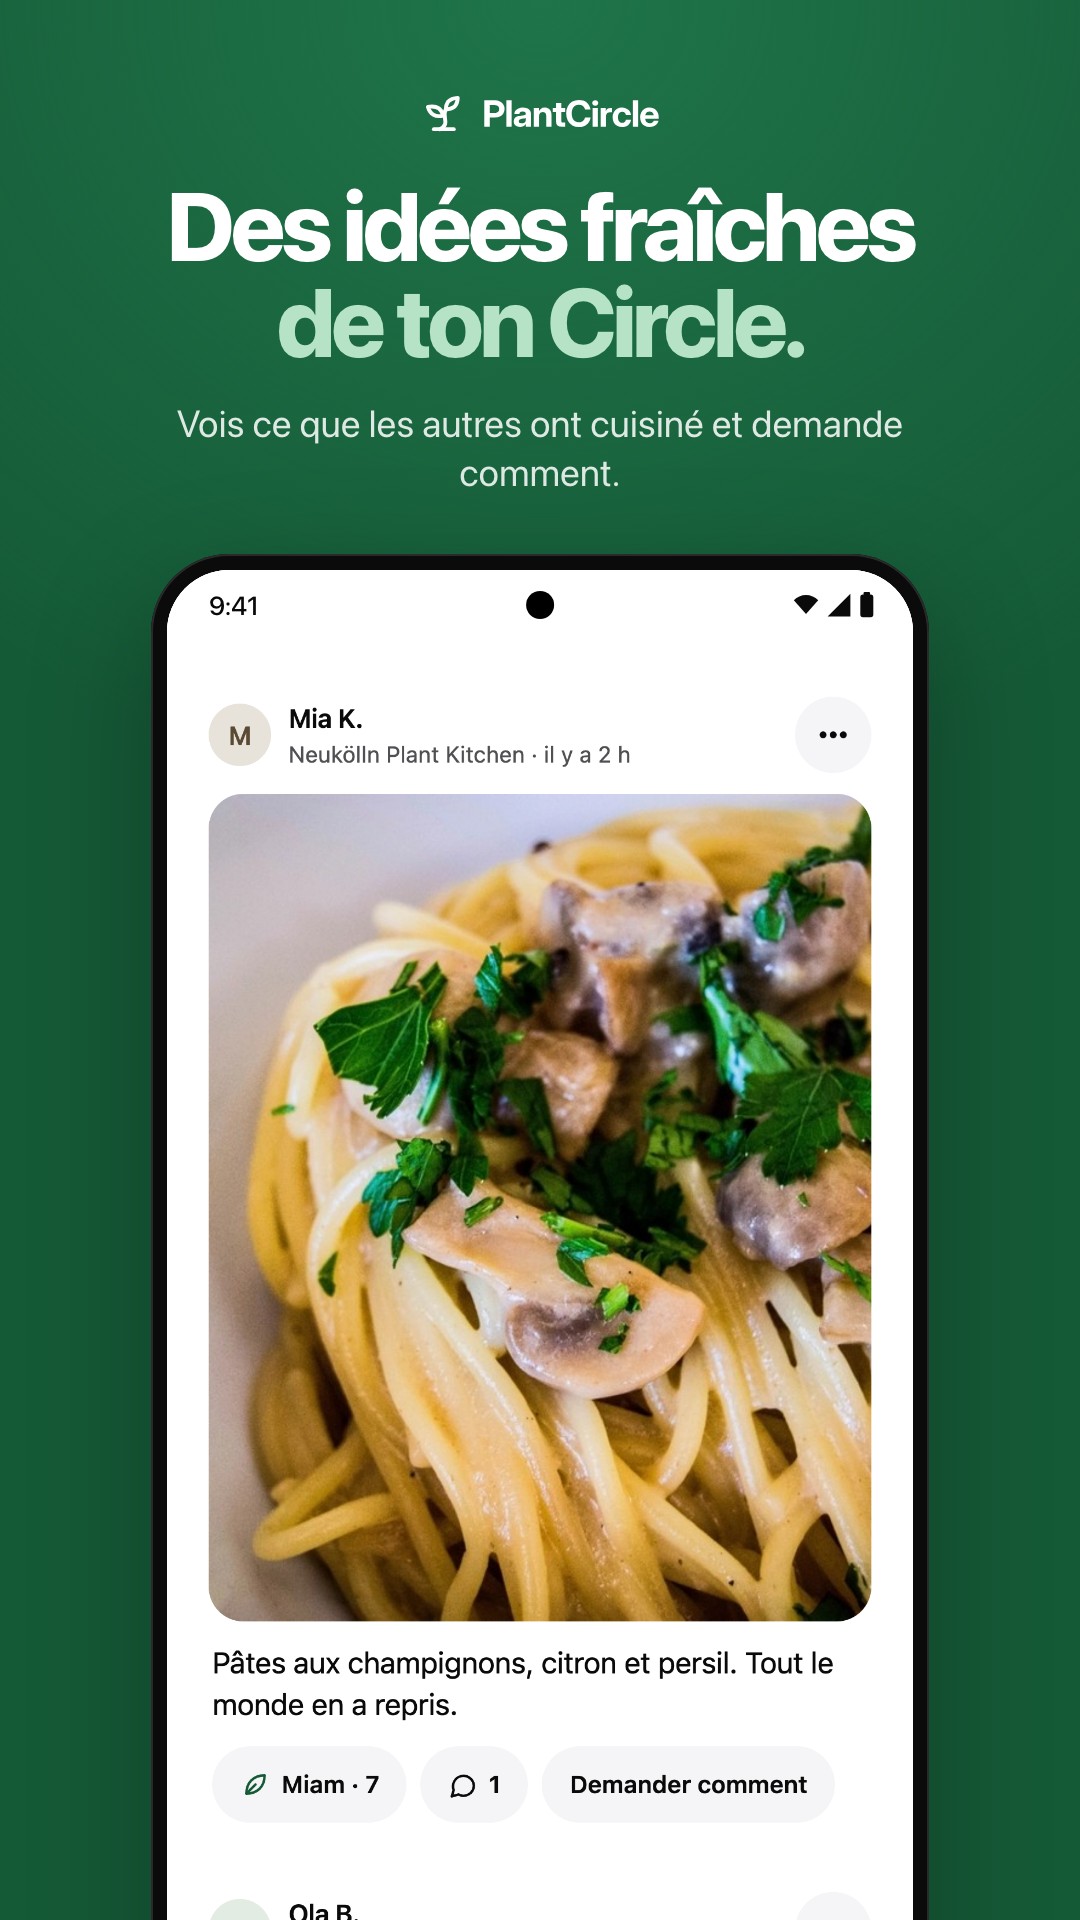 PlantCircle
Des idées fraîches
de ton Circle.
Vois ce que les autres ont cuisiné et demande
comment.
9:41
M
Mia K.
Neukölln Plant Kitchen · il y a 2 h
Pâtes aux champignons, citron et persil. Tout le
monde en a repris.
Miam · 7
1
Demander comment
Ola B.